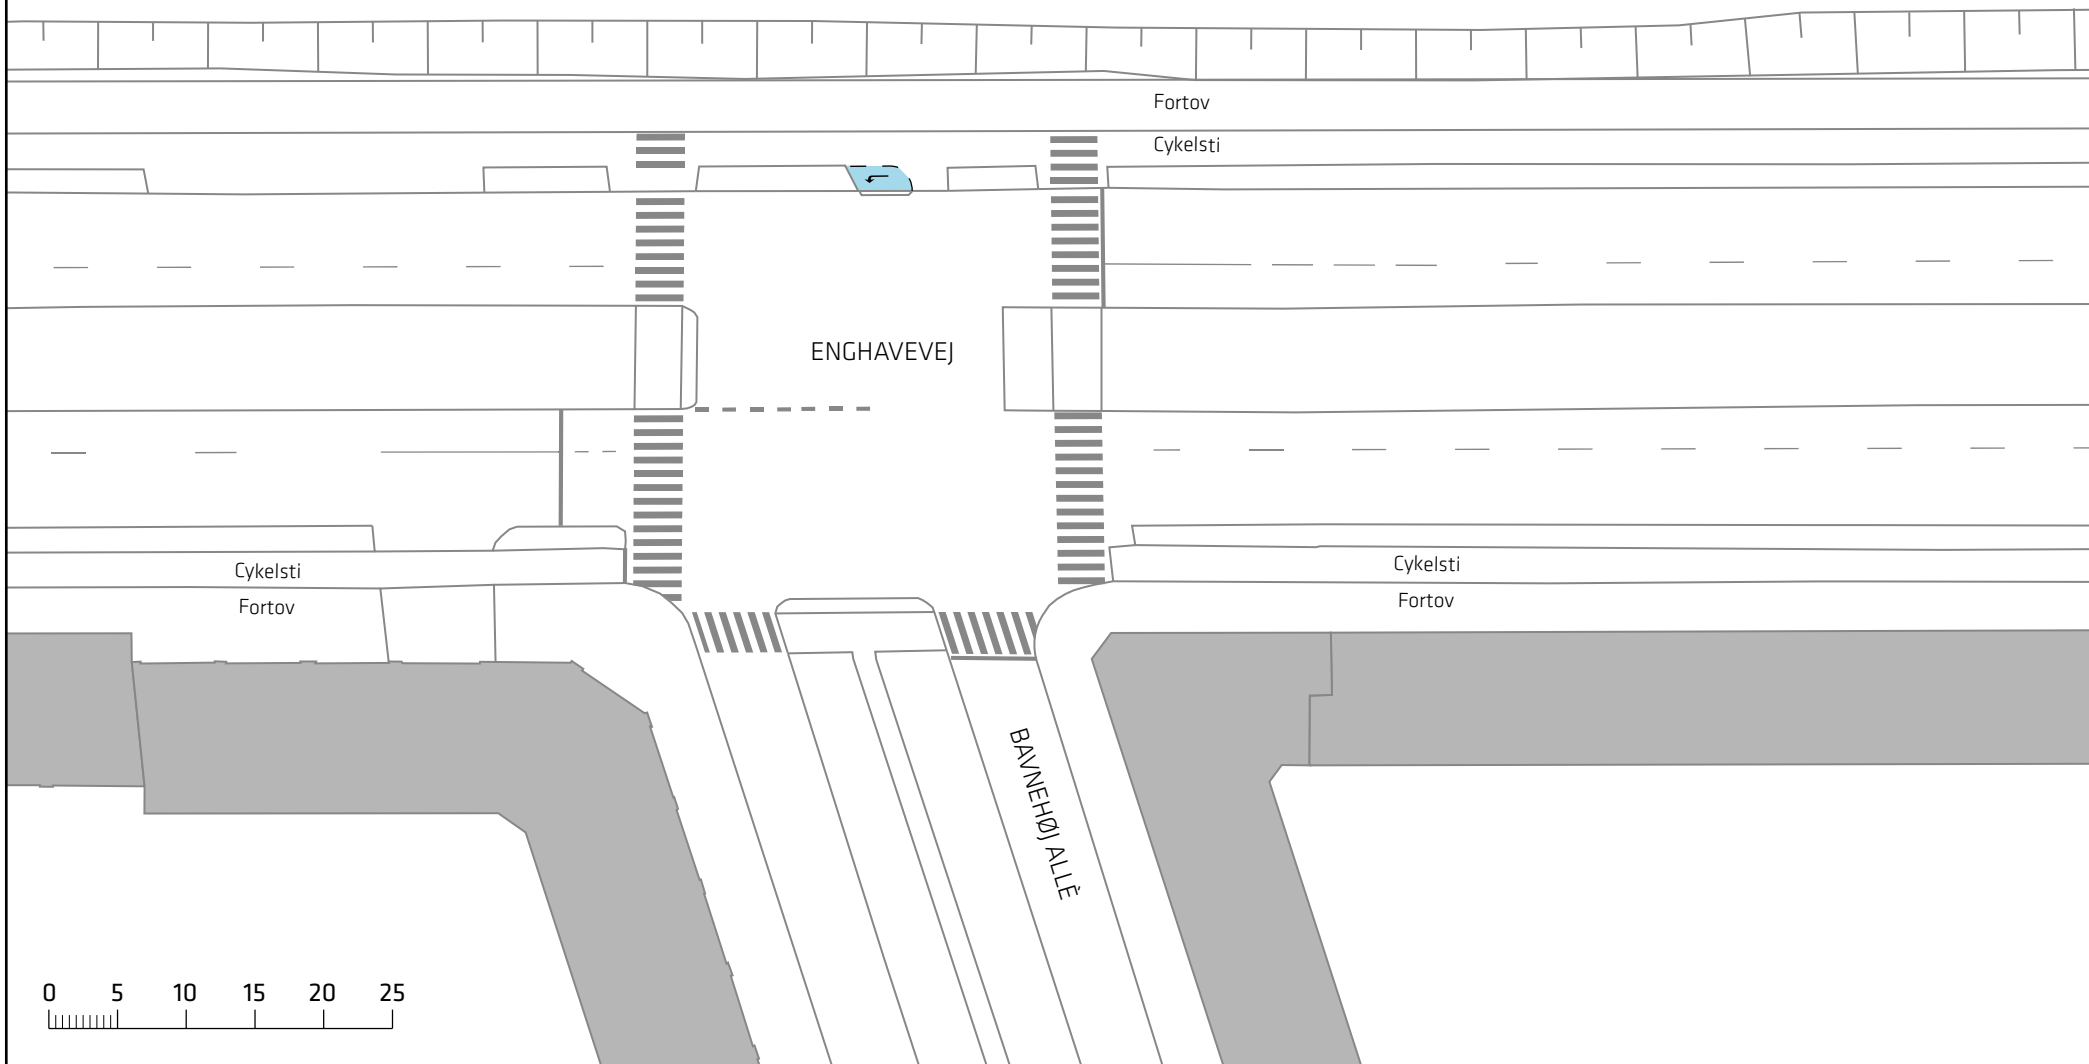 Fortov
Cykelsti
ENGHAVEVEJ
Cykelsti
Fortov
Cykelsti
Fortov
BAVNEHØJ ALLÈ
0 5 10 15 20 25